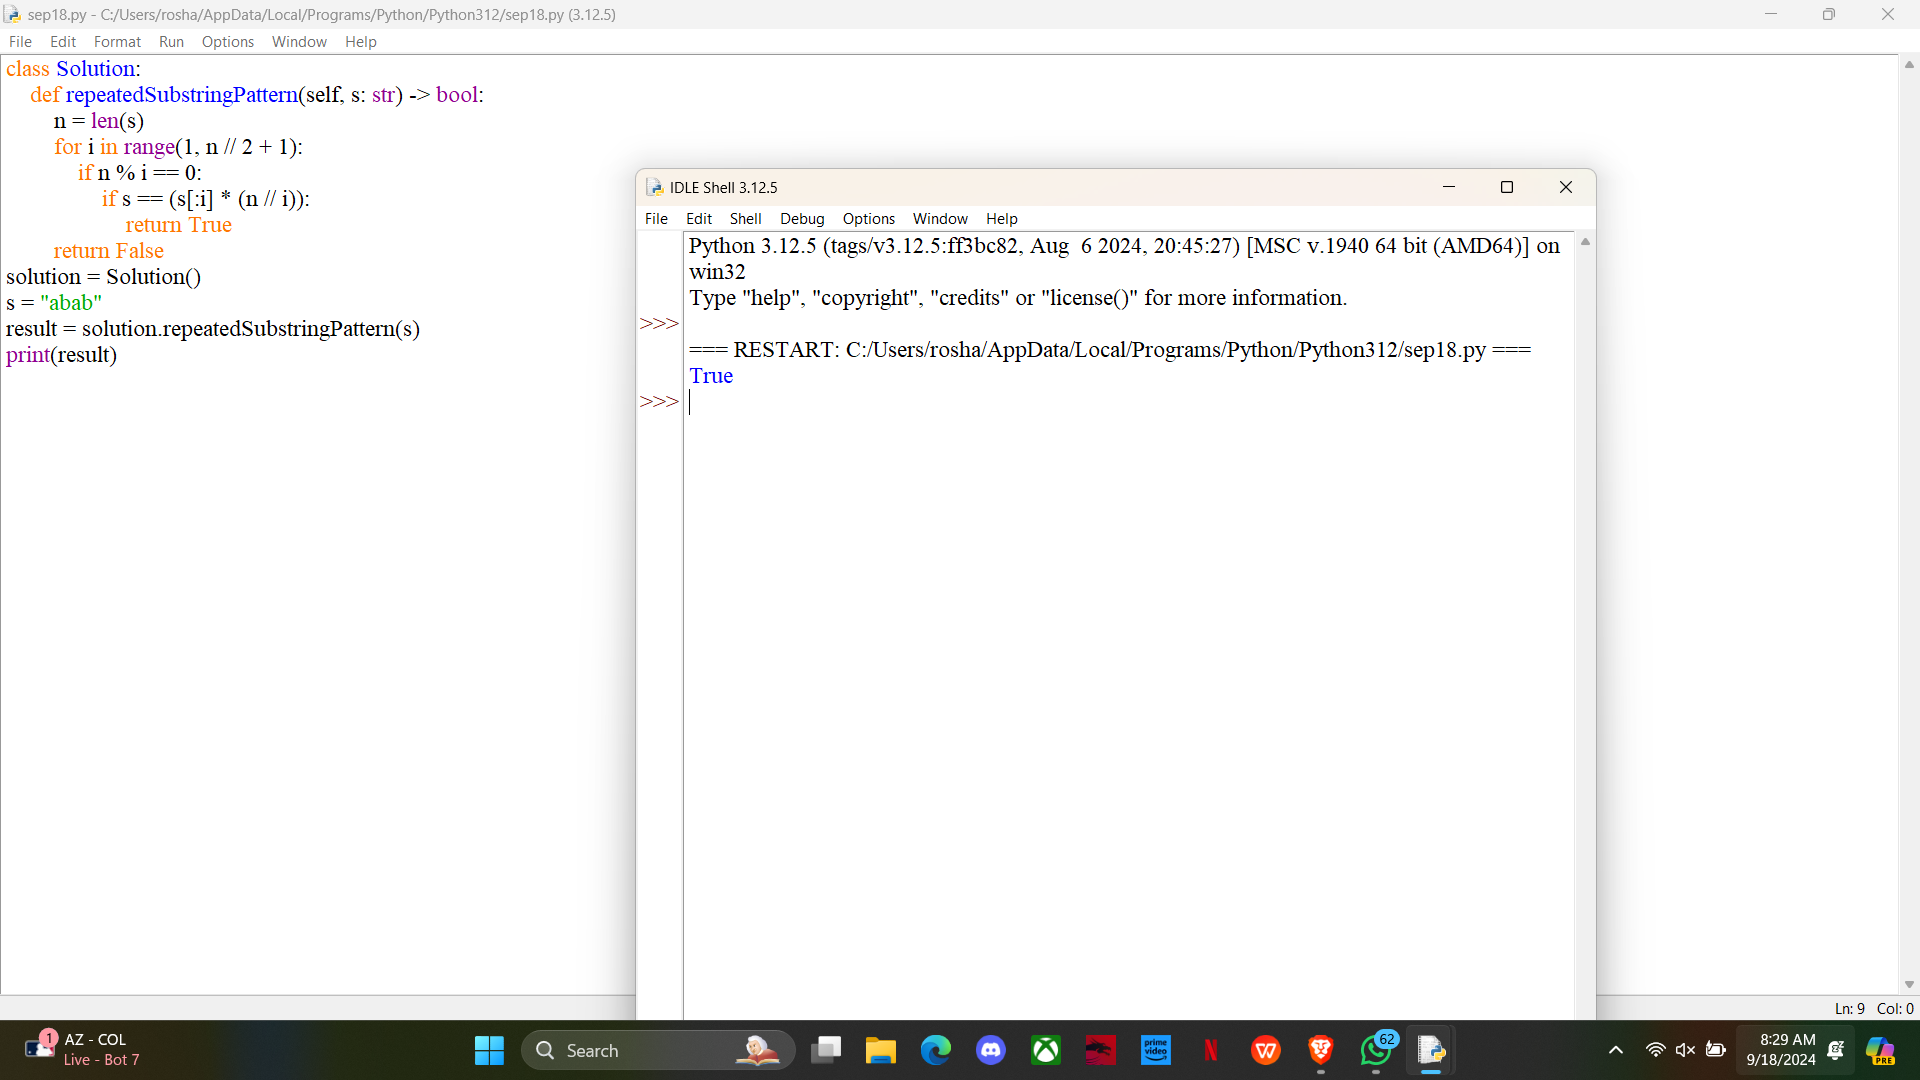 sep18.py - C:/Users/rosha/AppData/Local/Programs/Python/Python312/sep18.py (3.12.5)
File Edit Format Run Options Window Help
class Solution:
    def repeatedSubstringPattern(self, s: str) -> bool:
        n = len(s)
        for i in range(1, n // 2 + 1):
            if n % i == 0:
                if s == (s[:i] * (n // i)):
                    return True
        return False
solution = Solution()
s = "abab"
result = solution.repeatedSubstringPattern(s)
print(result)
IDLE Shell 3.12.5
File Edit Shell Debug Options Window Help
Python 3.12.5 (tags/v3.12.5:ff3bc82, Aug  6 2024, 20:45:27) [MSC v.1940 64 bit (AMD64)] on
win32
Type "help", "copyright", "credits" or "license()" for more information.
>>>
=== RESTART: C:/Users/rosha/AppData/Local/Programs/Python/Python312/sep18.py ===
True
>>>
Ln: 9 Col: 0
1
AZ - COL
Live - Bot 7
Search
prime video
N
W
62
8:29 AM
9/18/2024
PRE